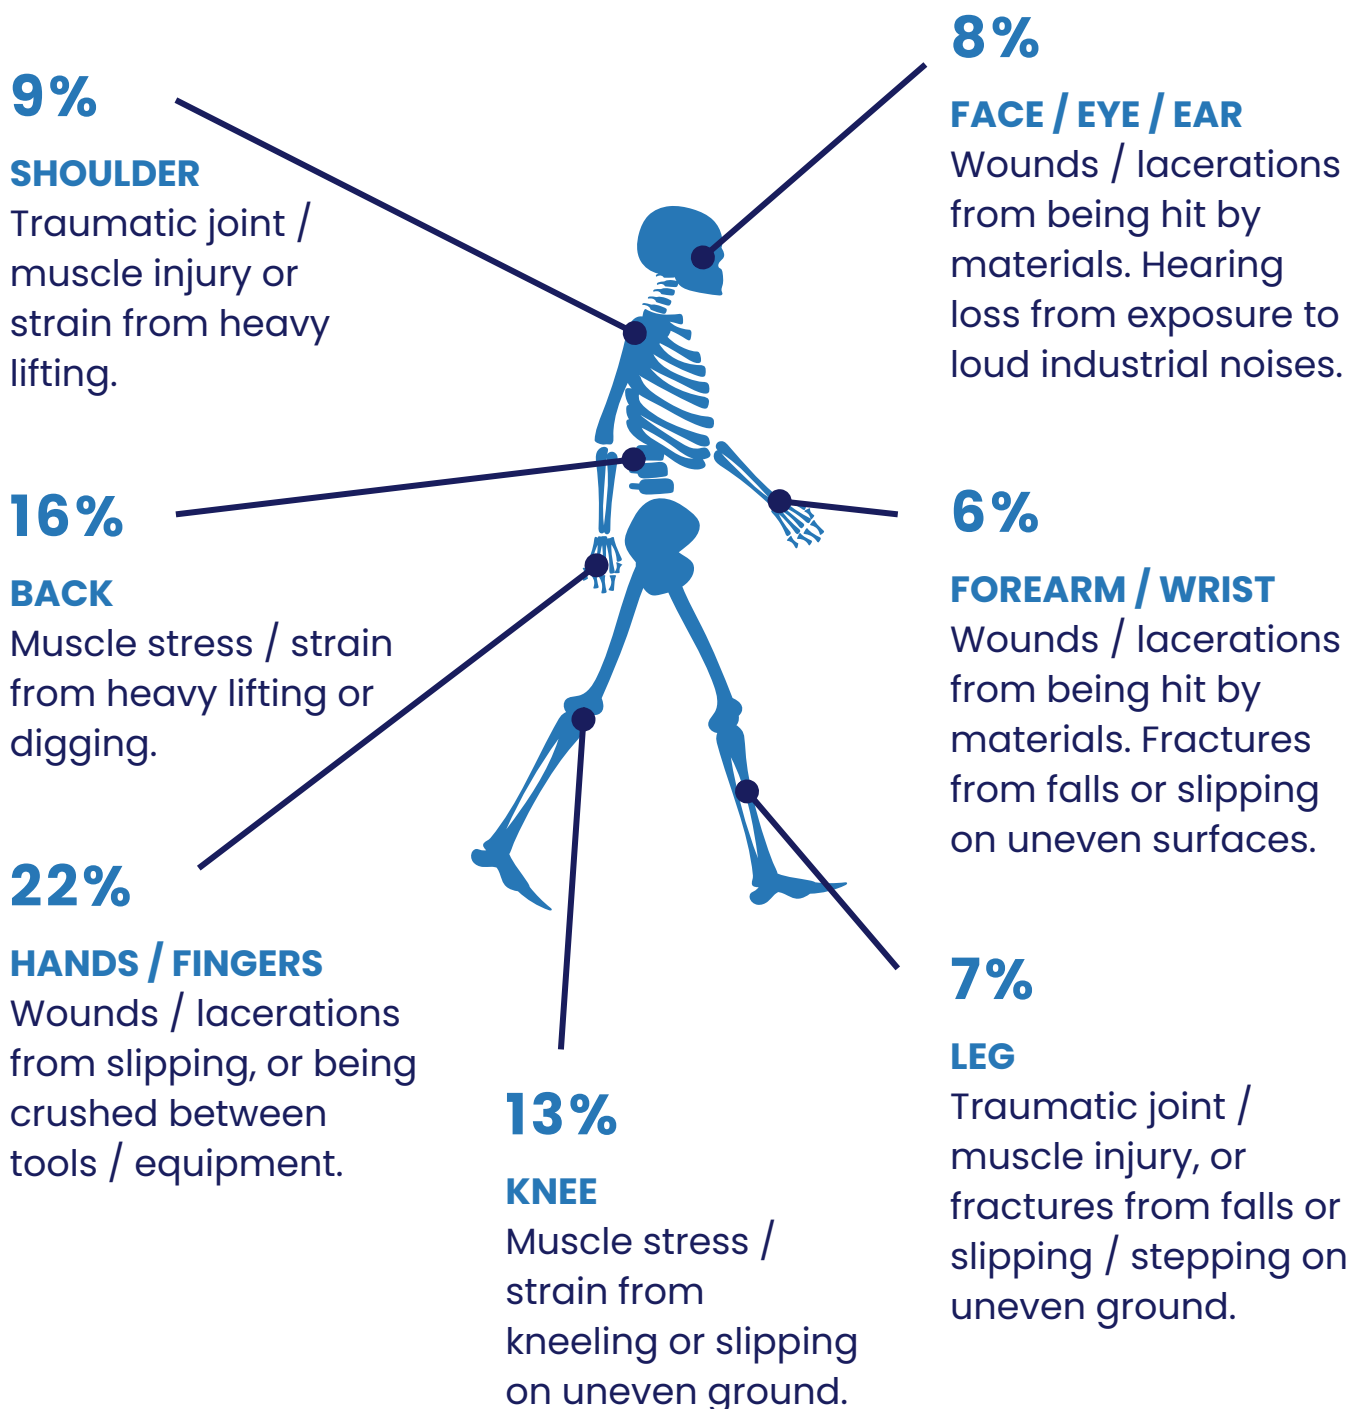 9%
SHOULDER
Traumatic joint /
muscle injury or
strain from heavy
lifting.
16%
BACK
Muscle stress / strain
from heavy lifting or
digging.
22%
HANDS / FINGERS
Wounds / lacerations
from slipping, or being
crushed between
tools / equipment.
13%
KNEE
Muscle stress /
strain from
kneeling or slipping
on uneven ground.
8%
FACE / EYE / EAR
Wounds / lacerations
from being hit by
materials. Hearing
loss from exposure to
loud industrial noises.
6%
FOREARM / WRIST
Wounds / lacerations
from being hit by
materials. Fractures
from falls or slipping
on uneven surfaces.
7%
LEG
Traumatic joint /
muscle injury, or
fractures from falls or
slipping / stepping on
uneven ground.